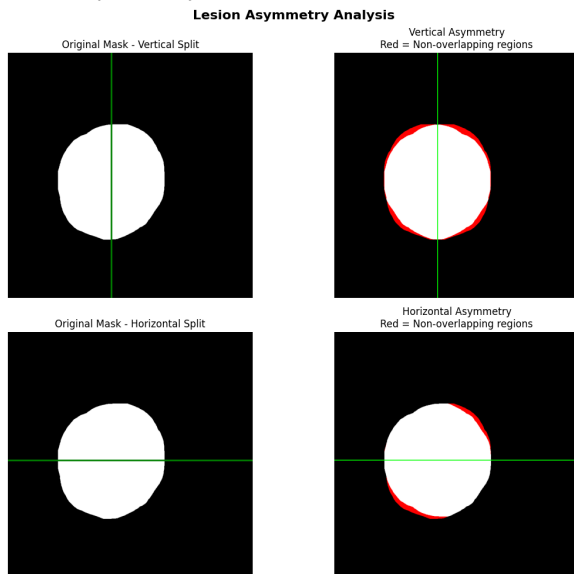 Lesion Asymmetry Analysis
Original Mask - Vertical Split
Vertical Asymmetry
Red = Non-overlapping regions
Original Mask - Horizontal Split
Horizontal Asymmetry
Red = Non-overlapping regions